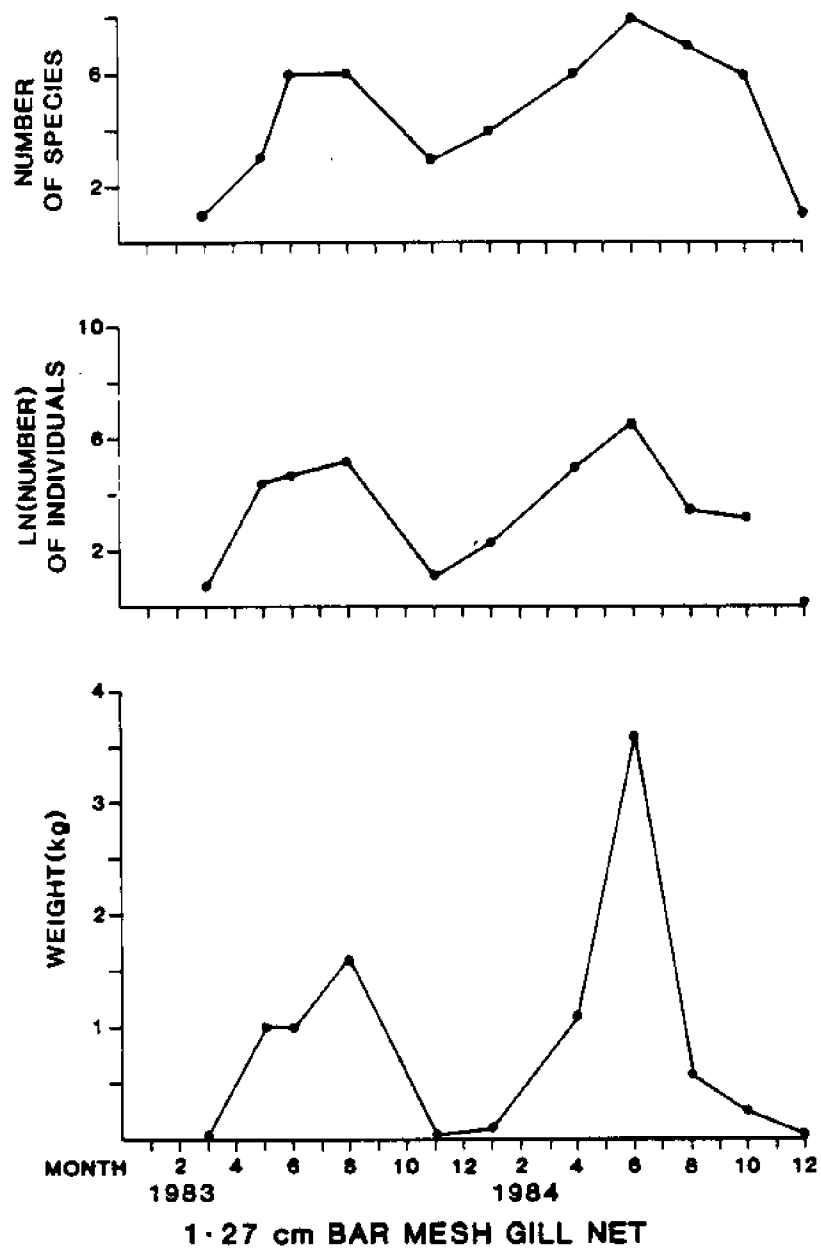 NUMBER
OF SPECIES
6
2
LN(NUMBER)
OF INDIVIDUALS
10
6
2
WEIGHT(kg)
4
3
2
1
MONTH 2 4 6 8 10 12 2 4 6 8 10 12
1983 1984
1·27 cm BAR MESH GILL NET